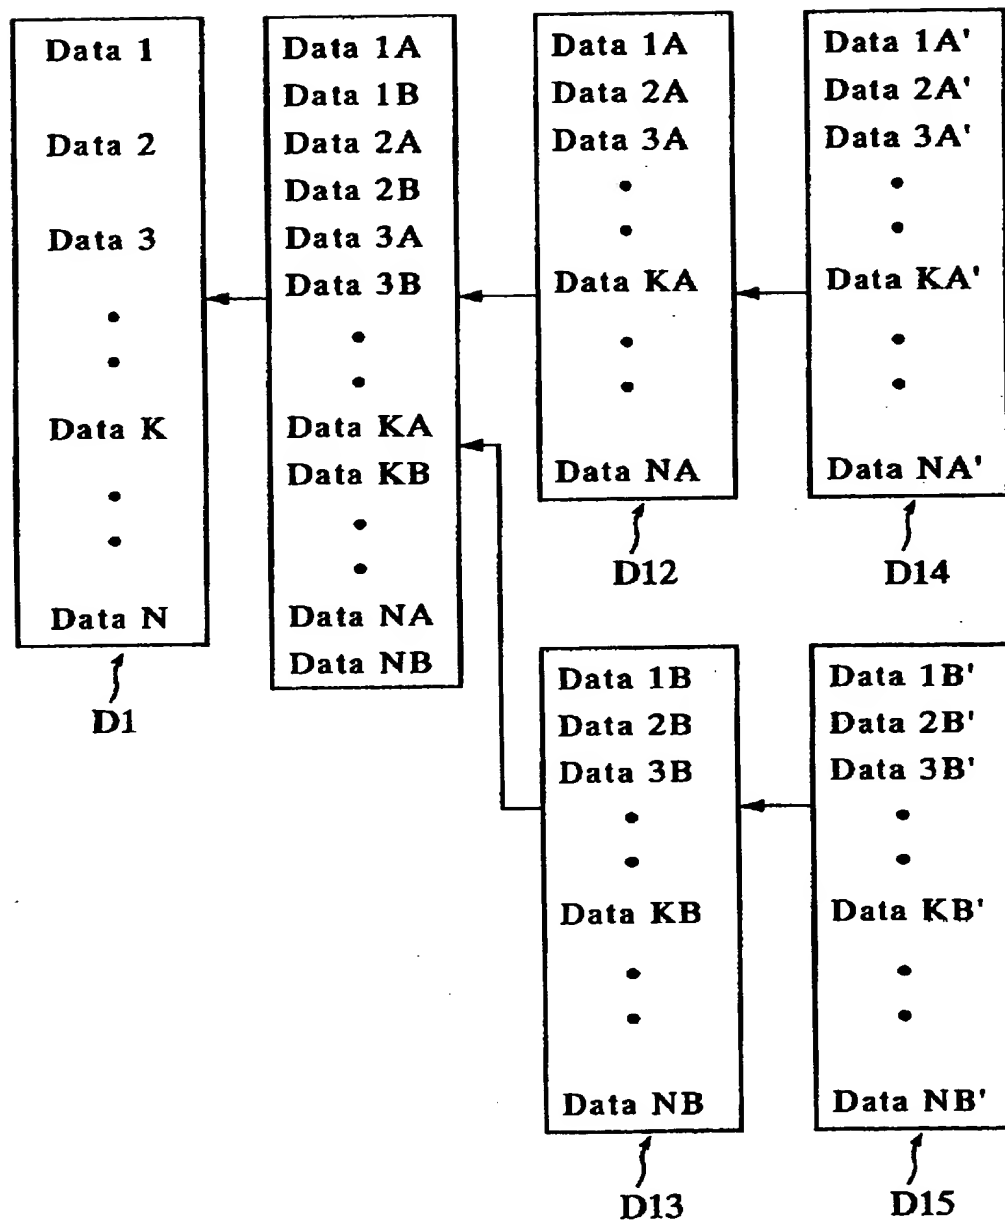 Data 1
Data 2
Data 3
•
•
Data K
•
•
Data N
D1
Data 1A
Data 1B
Data 2A
Data 2B
Data 3A
Data 3B
•
•
Data KA
Data KB
•
•
Data NA
Data NB
Data 1A
Data 2A
Data 3A
•
•
Data KA
•
•
Data NA
D12
Data 1A'
Data 2A'
Data 3A'
•
•
Data KA'
•
•
Data NA'
D14
Data 1B
Data 2B
Data 3B
•
•
Data KB
•
•
Data NB
D13
Data 1B'
Data 2B'
Data 3B'
•
•
Data KB'
•
•
Data NB'
D15